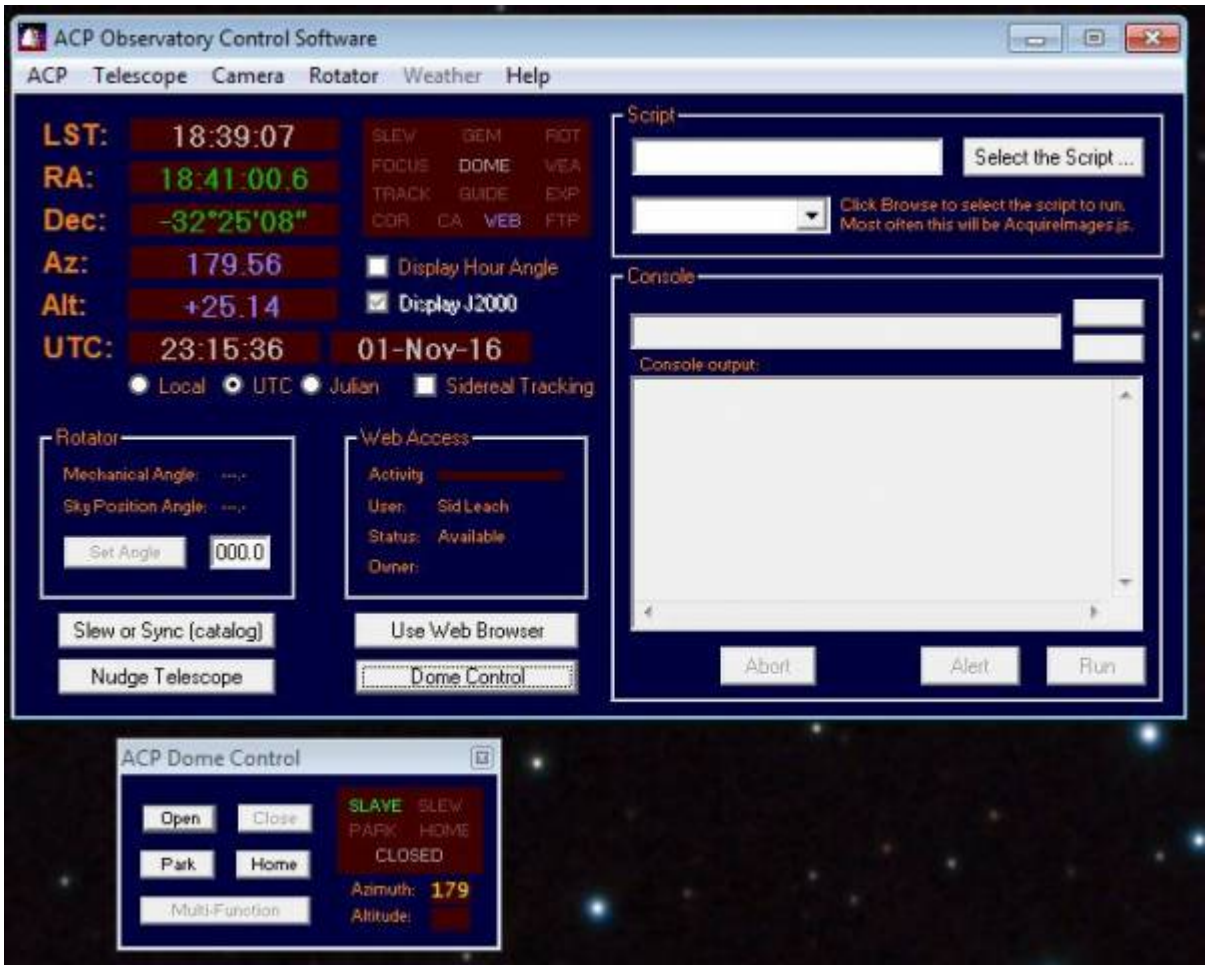 ACP Observatory Control Software
ACP Telescope Camera Rotator Weather Help
LST: 18:39:07
RA: 18:41:00.6
Dec: -32°25'08"
Az: 179.56
Alt: +25.14
UTC: 23:15:36 01-Nov-16
SLEW GEM ROT
FOCUS DOME WEA
TRACK GUIDE EXP
COR CA WEB FTP
Display Hour Angle
Display J2000
Local UTC Julian Sidereal Tracking
Rotator
Mechanical Angle: ---.-
Sky Position Angle: ---.-
Set Angle 000.0
Web Access
Activity
User: Sid Leach
Status: Available
Owner:
Slew or Sync (catalog)
Use Web Browser
Nudge Telescope
Dome Control
Script
Select the Script ...
Click Browse to select the script to run.
Most often this will be AcquireImages.js.
Console
Console output:
Abort Alert Run
ACP Dome Control
Open Close
Park Home
Multi-Function
SLAVE SLEW
PARK HOME
CLOSED
Azimuth: 179
Altitude: